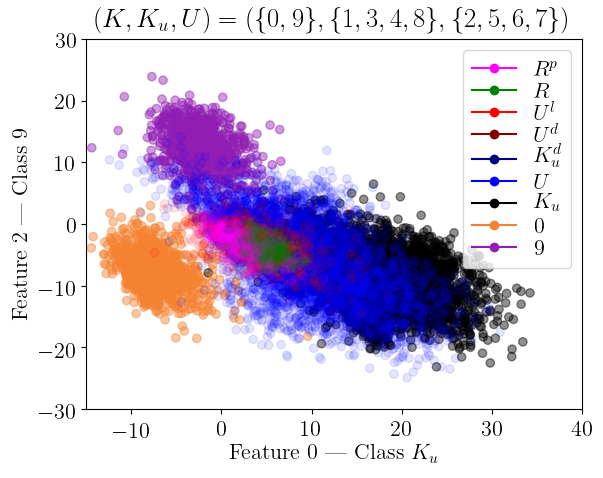 (K, K_u, U) = ({0, 9}, {1, 3, 4, 8}, {2, 5, 6, 7})
30
20
10
0
−10
−20
−30
Feature 2 — Class 9
R^p
R
U^l
U^d
K_u^d
U
K_u
0
9
−10
0
10
20
30
40
Feature 0 — Class K_u